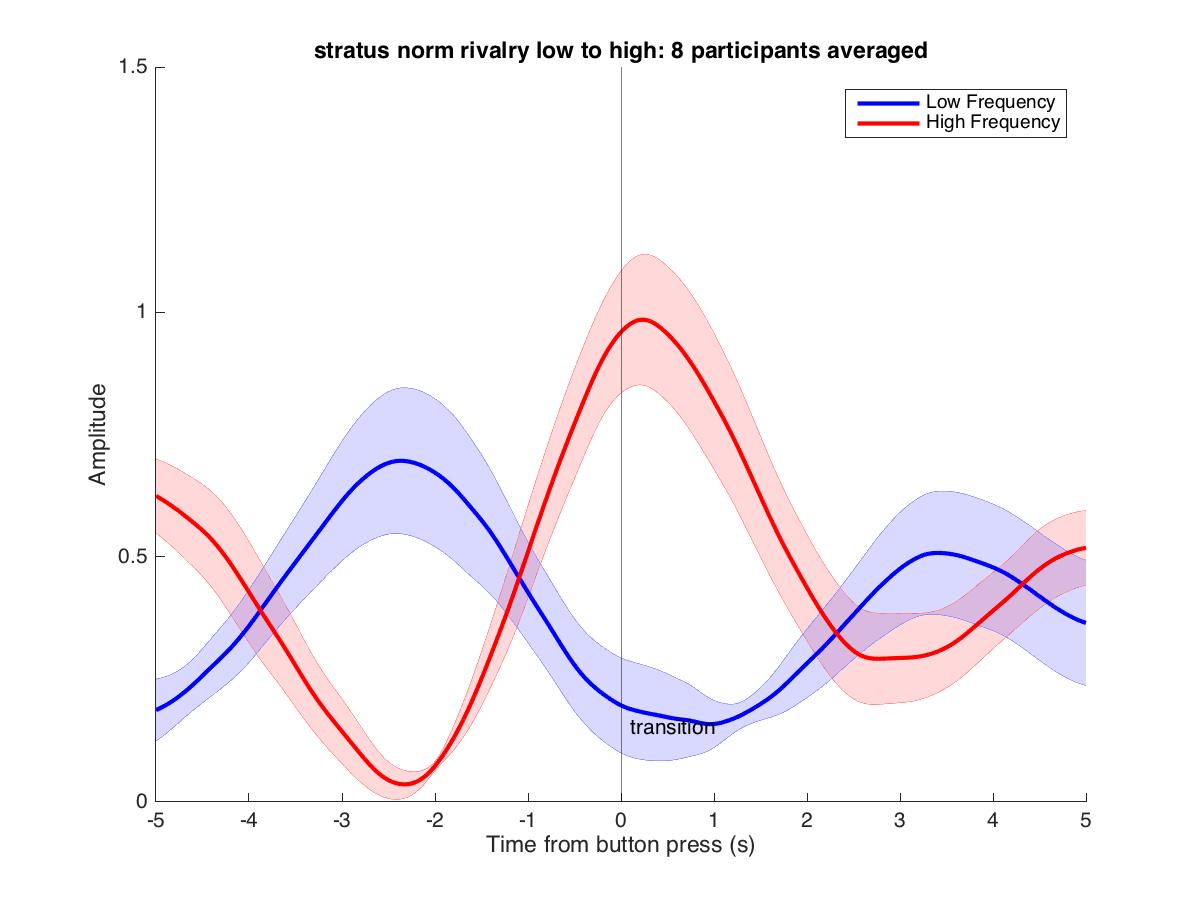 stratus norm rivalry low to high: 8 participants averaged
1.5
Low Frequency
High Frequency
1
Amplitude
0.5
transition
0
-5 -4 -3 -2 -1 0 1 2 3 4 5
Time from button press (s)